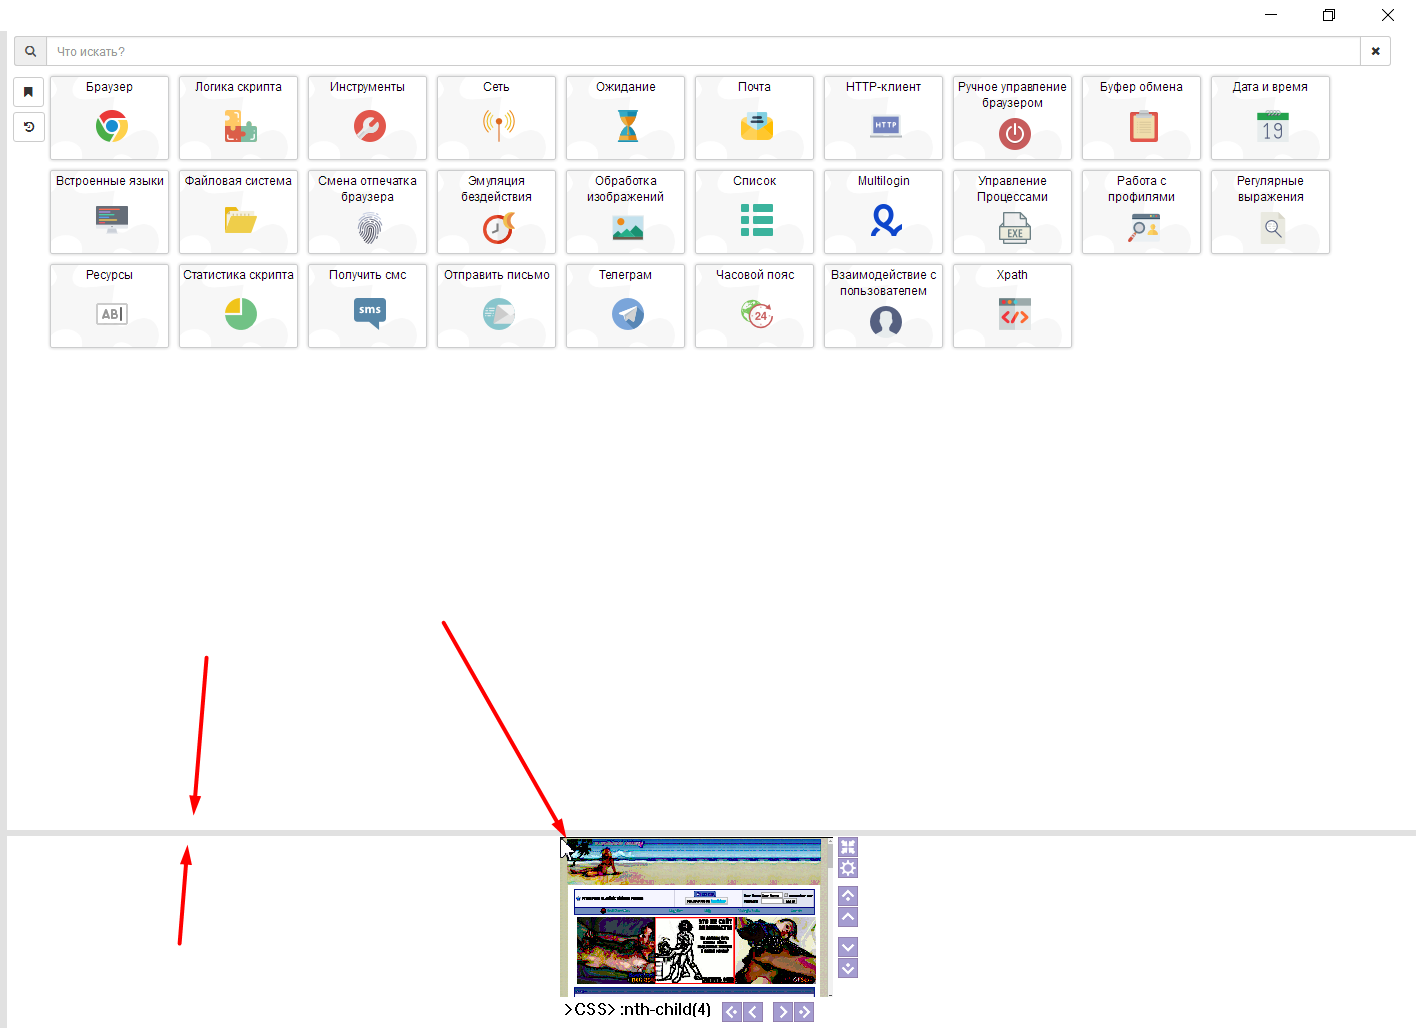 Что искать?
Браузер
Логика скрипта
Инструменты
Сеть
Ожидание
Почта
HTTP-клиент
Ручное управление
браузером
Буфер обмена
Дата и время
HTTP
19
Встроенные языки
Файловая система
Смена отпечатка
браузера
Эмуляция
бездействия
Обработка
изображений
Список
Multilogin
Управление
Процессами
Работа с
профилями
Регулярные
выражения
EXE
Ресурсы
Статистика скрипта
Получить смс
Отправить письмо
Телеграм
Часовой пояс
Взаимодействие с
пользователем
Xpath
AB
sms
24
ЭТО НЕ САЙТ
>CSS> :nth-child(4)